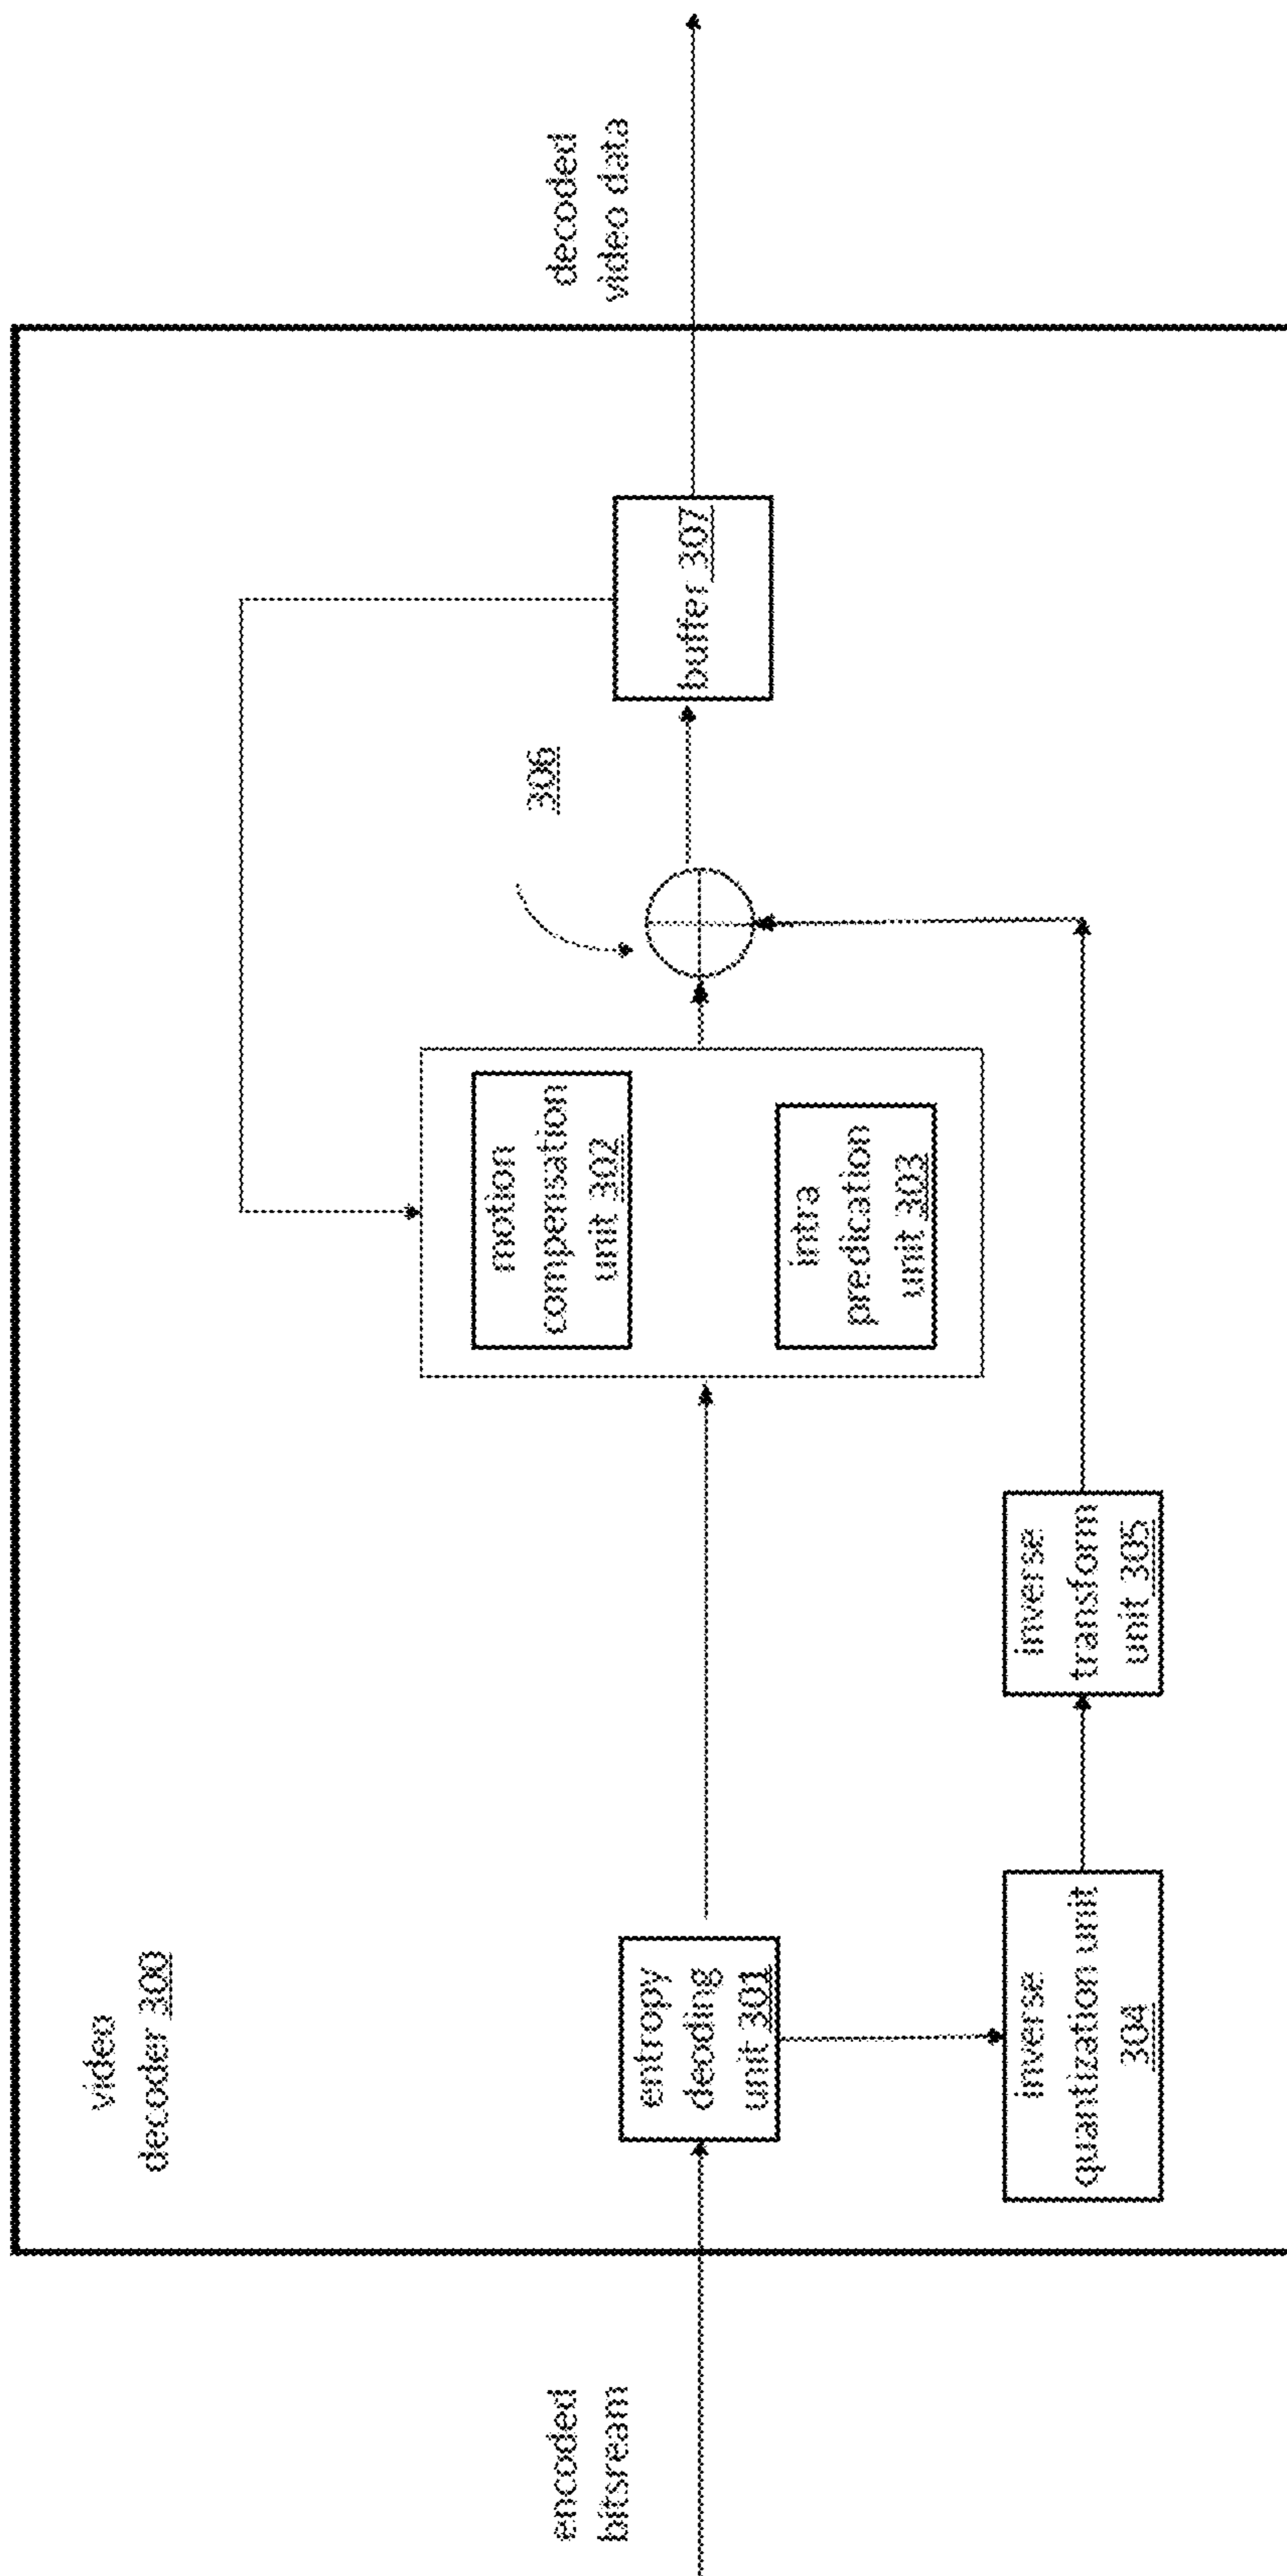 video
decoder 300
encoded
bitsream
entropy
decoding
unit 301
inverse
quantization unit
304
inverse
transform
unit 305
motion
compensation
unit 302
intra
predication
unit 303
306
buffer 307
decoded
video data